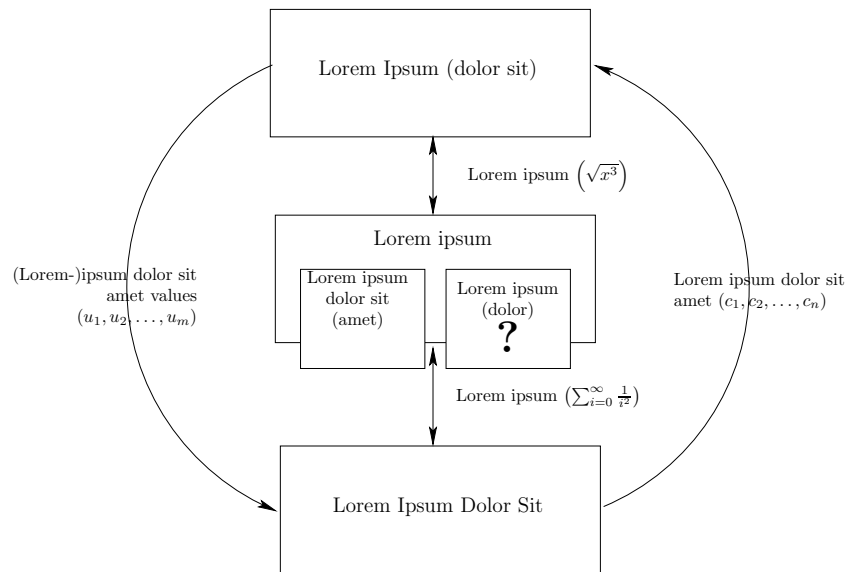 Lorem Ipsum (dolor sit)
Lorem ipsum (√x³)
Lorem ipsum
(Lorem-)ipsum dolor sit
amet values
(u₁, u₂, . . . , uₘ)
Lorem ipsum
dolor sit
(amet)
Lorem ipsum
(dolor)
?
Lorem ipsum dolor sit
amet (c₁, c₂, . . . , cₙ)
Lorem ipsum (∑_{i=0}^{∞} 1/i²)
Lorem Ipsum Dolor Sit